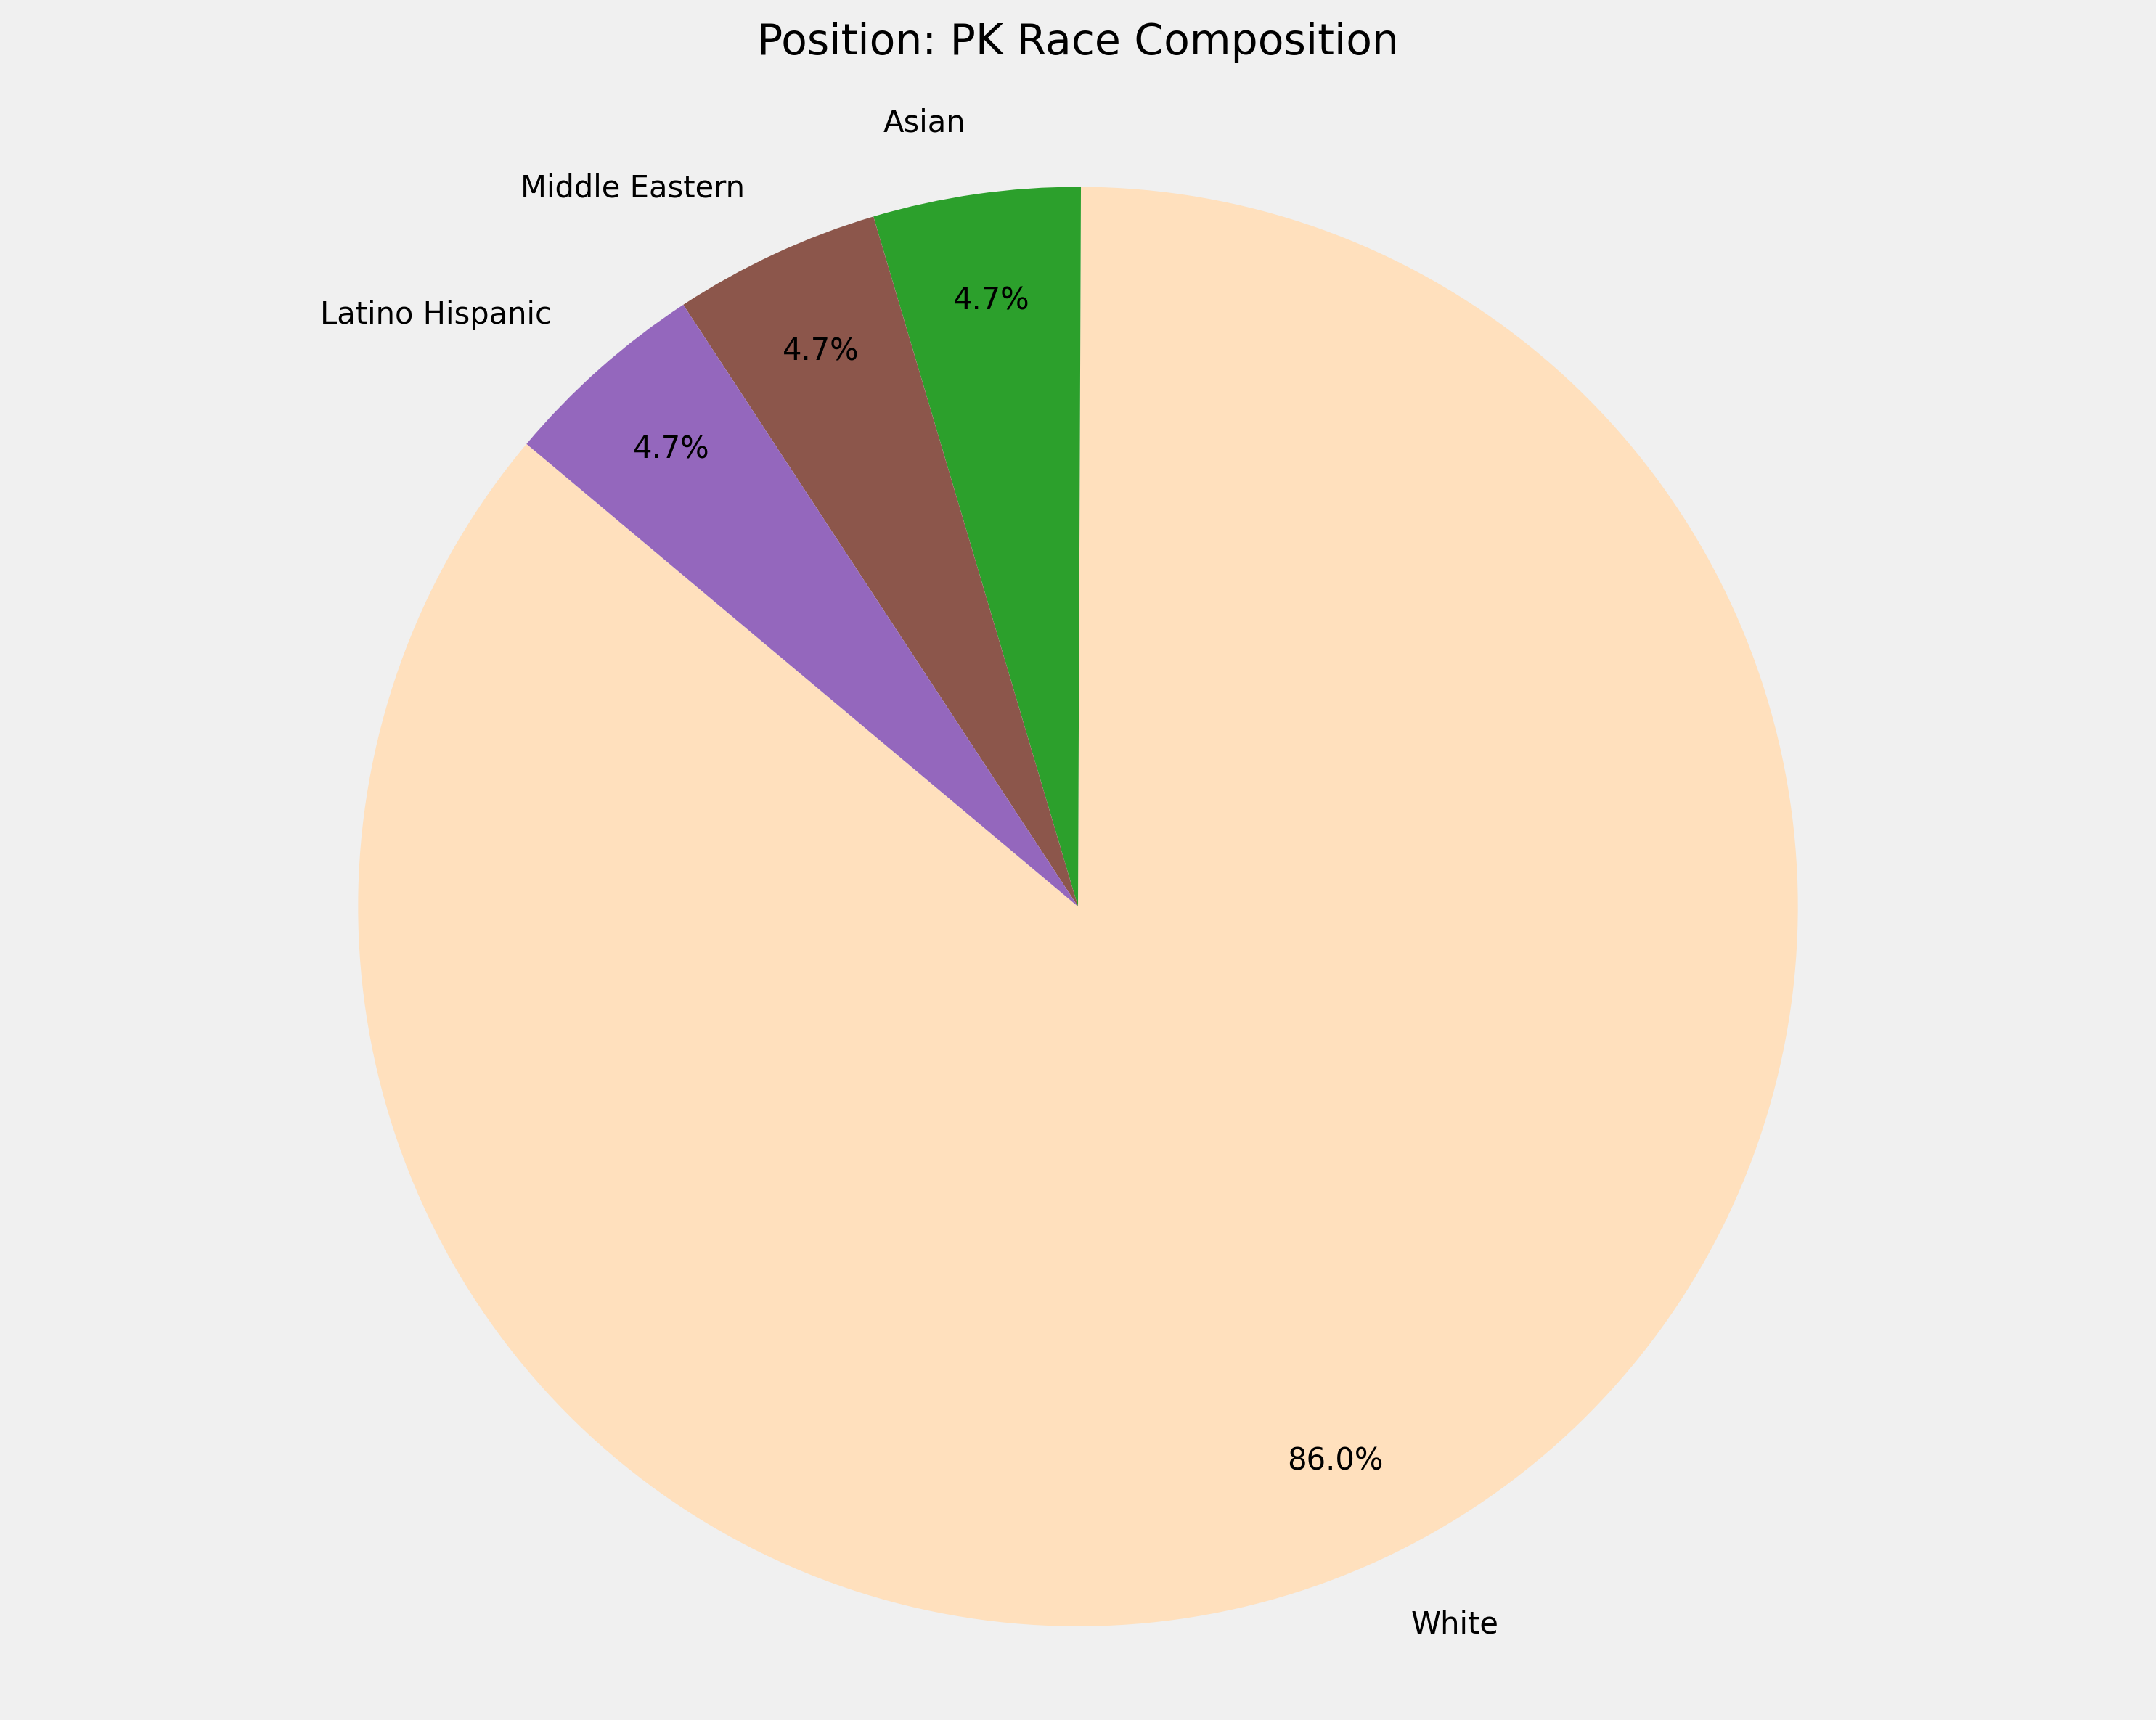 Position: PK Race Composition
Asian
Middle Eastern
Latino Hispanic
4.7%
4.7%
4.7%
86.0%
White